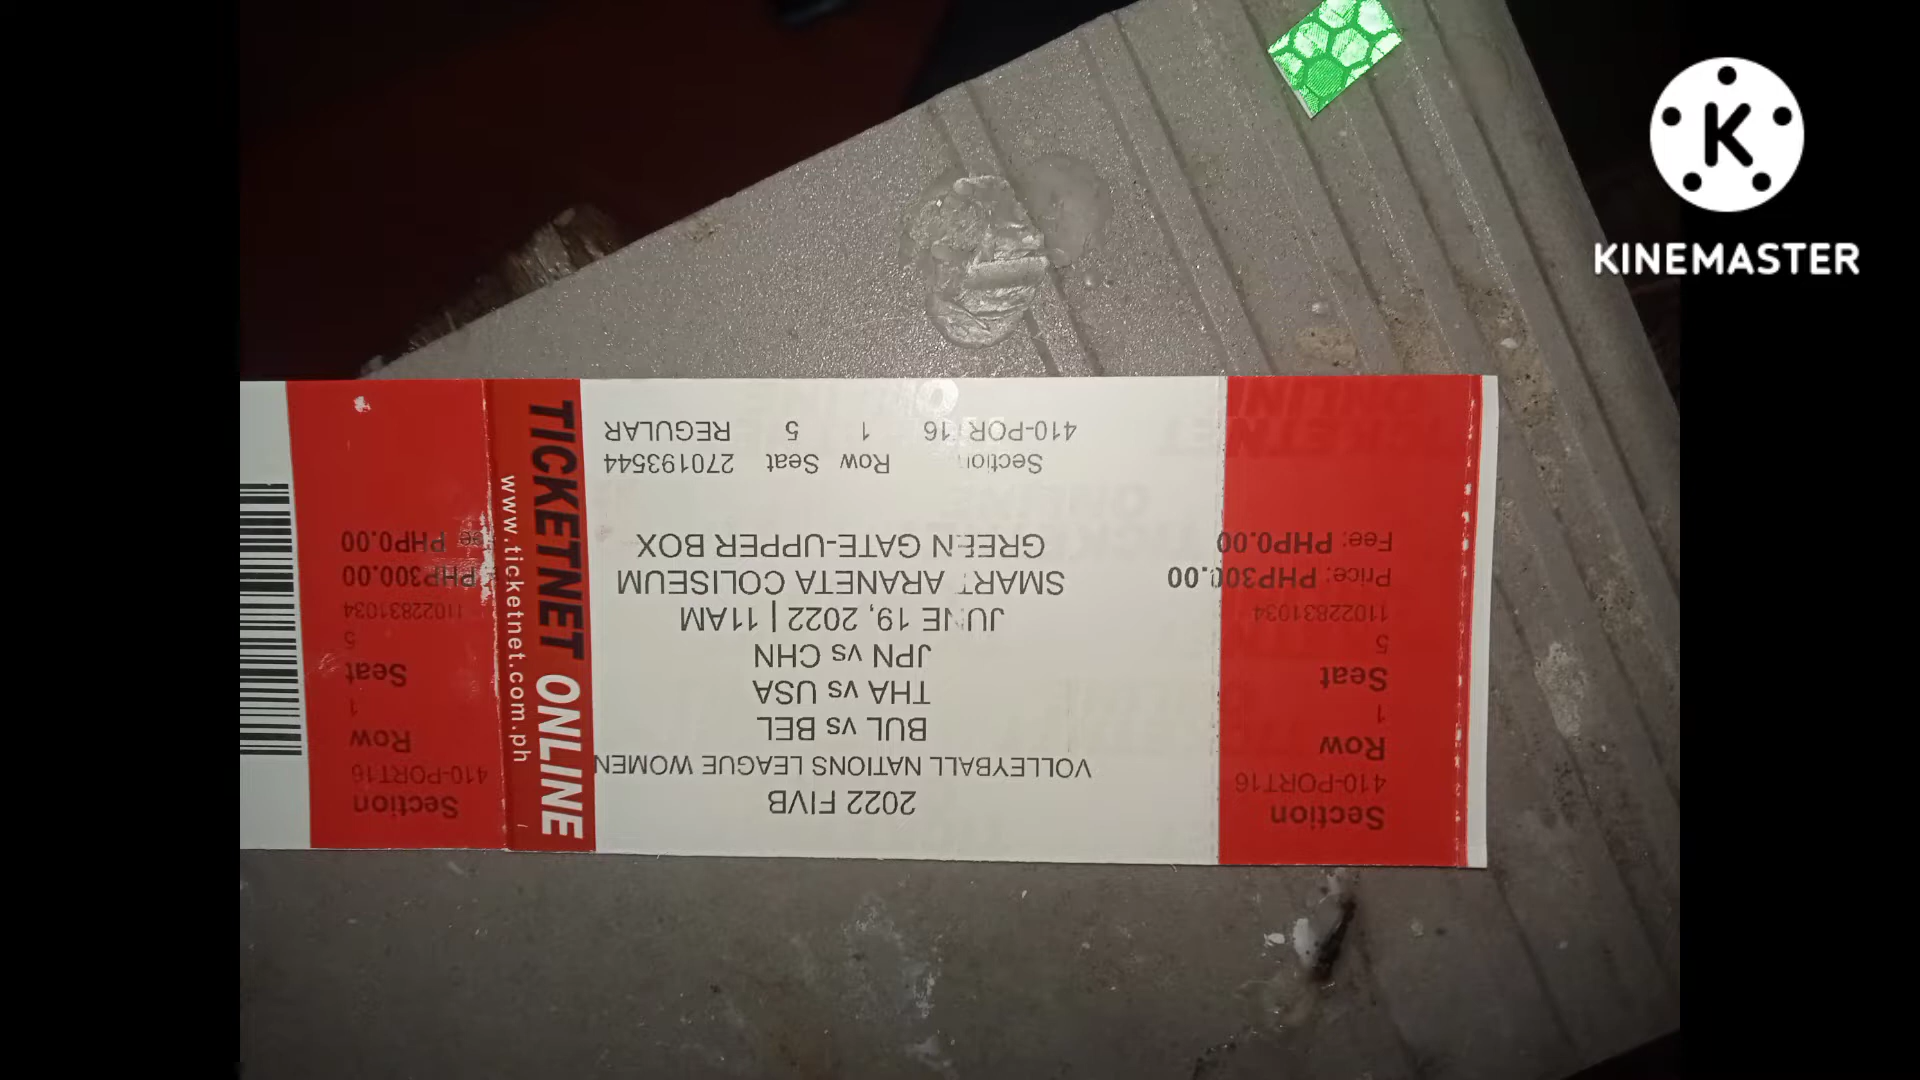 KINEMASTER
2022 FIVB
VOLLEYBALL NATIONS LEAGUE WOMEN
BUL vs BEL
THA vs USA
JPN vs CHN
JUNE 19, 2022 | 11AM
SMART ARANETA COLISEUM
GREEN GATE-UPPER BOX
Section Row Seat 270193544
410-PORT16 1 5 REGULAR
TICKETNET ONLINE
www.ticketnet.com.ph
Section
410-PORT16
Row
1
Seat
5
11022831034
Price: PHP300.00
Fee: PHP0.00
Section
410-PORT16
Row
1
Seat
5
11022831034
PHP300.00
PHP0.00